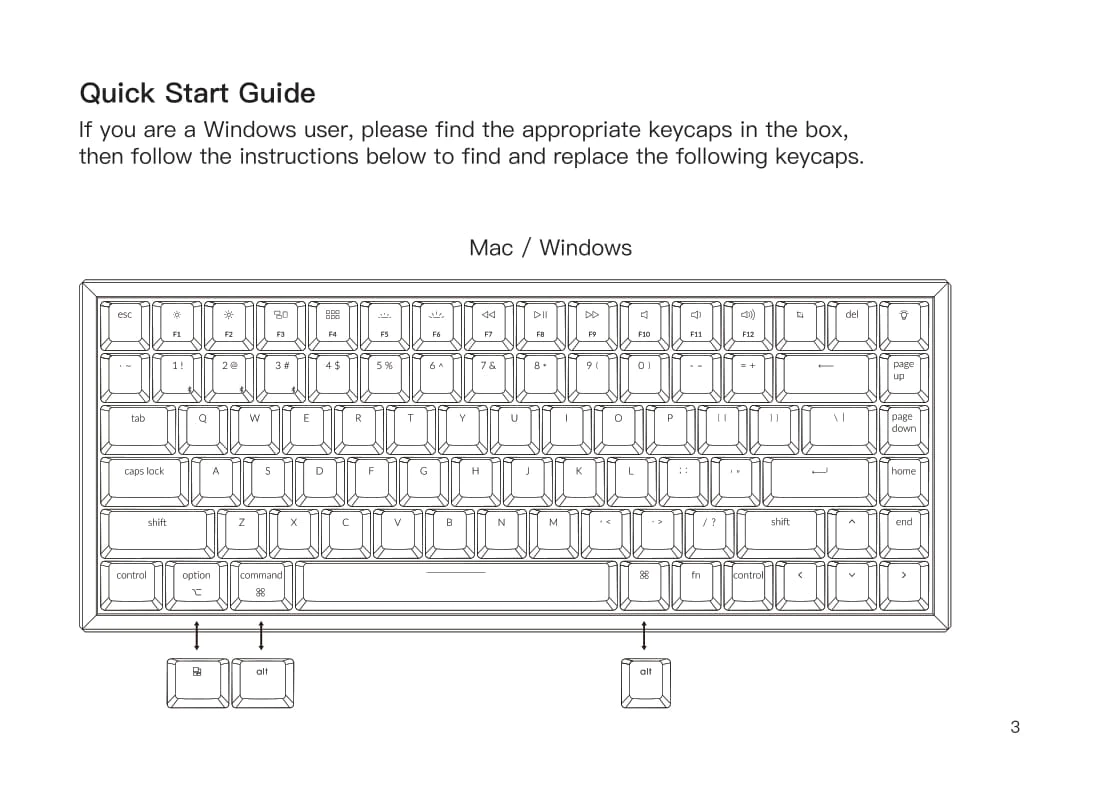 Quick Start Guide
If you are a Windows user, please find the appropriate keycaps in the box,
then follow the instructions below to find and replace the following keycaps.
Mac / Windows
esc F1 F2 F3 F4 F5 F6 F7 F8 F9 F10 F11 F12 del
1 ! 2 @ 3 # 4 $ 5 % 6 ^ 7 & 8 * 9 ( 0 ) - - = + page
up
tab Q W E R T Y U I O P \ | page
down
caps lock A S D F G H J K L home
shift Z X C V B N M / ? shift end
control option command ⌘ fn control
⌥ ⌘
alt alt
3